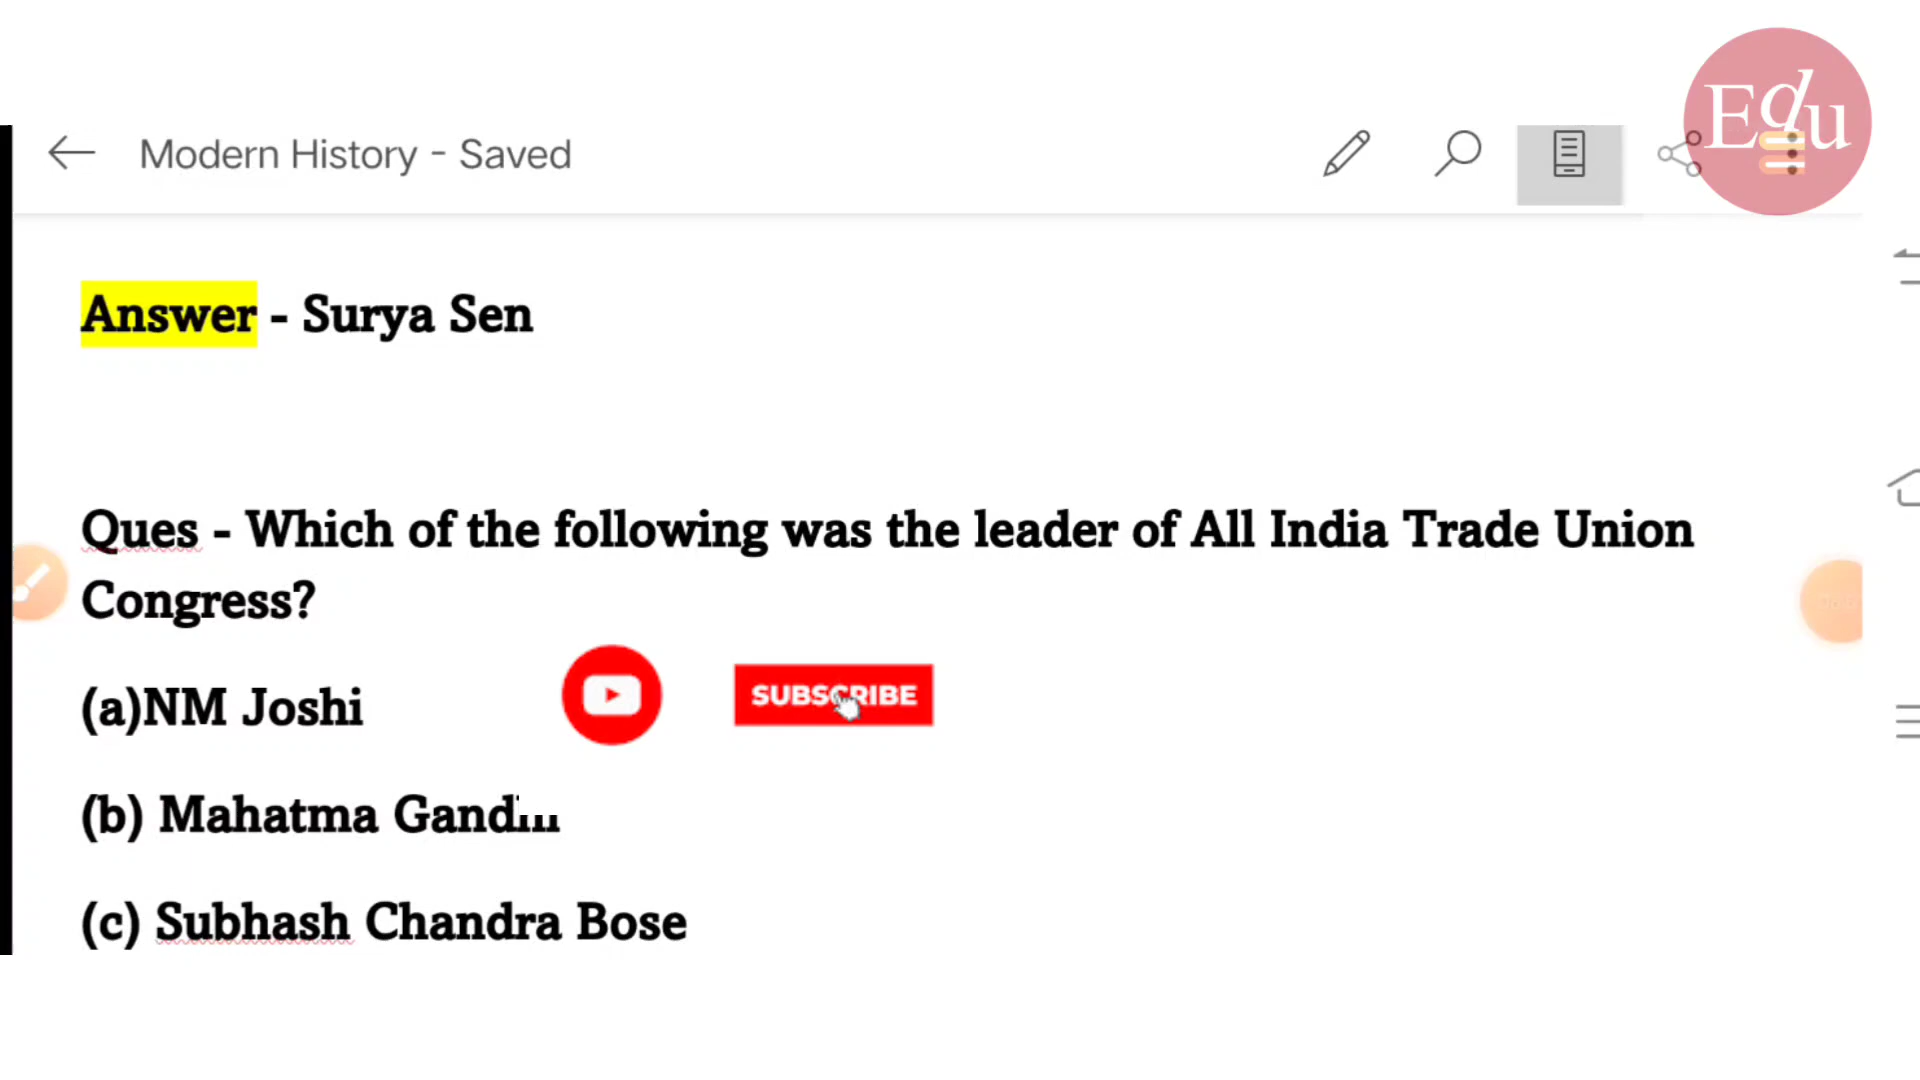 Edu
Modern History - Saved
Answer - Surya Sen
Ques - Which of the following was the leader of All India Trade Union
Congress?
(a)NM Joshi
SUBSCRIBE
(b) Mahatma Gandhi
(c) Subhash Chandra Bose